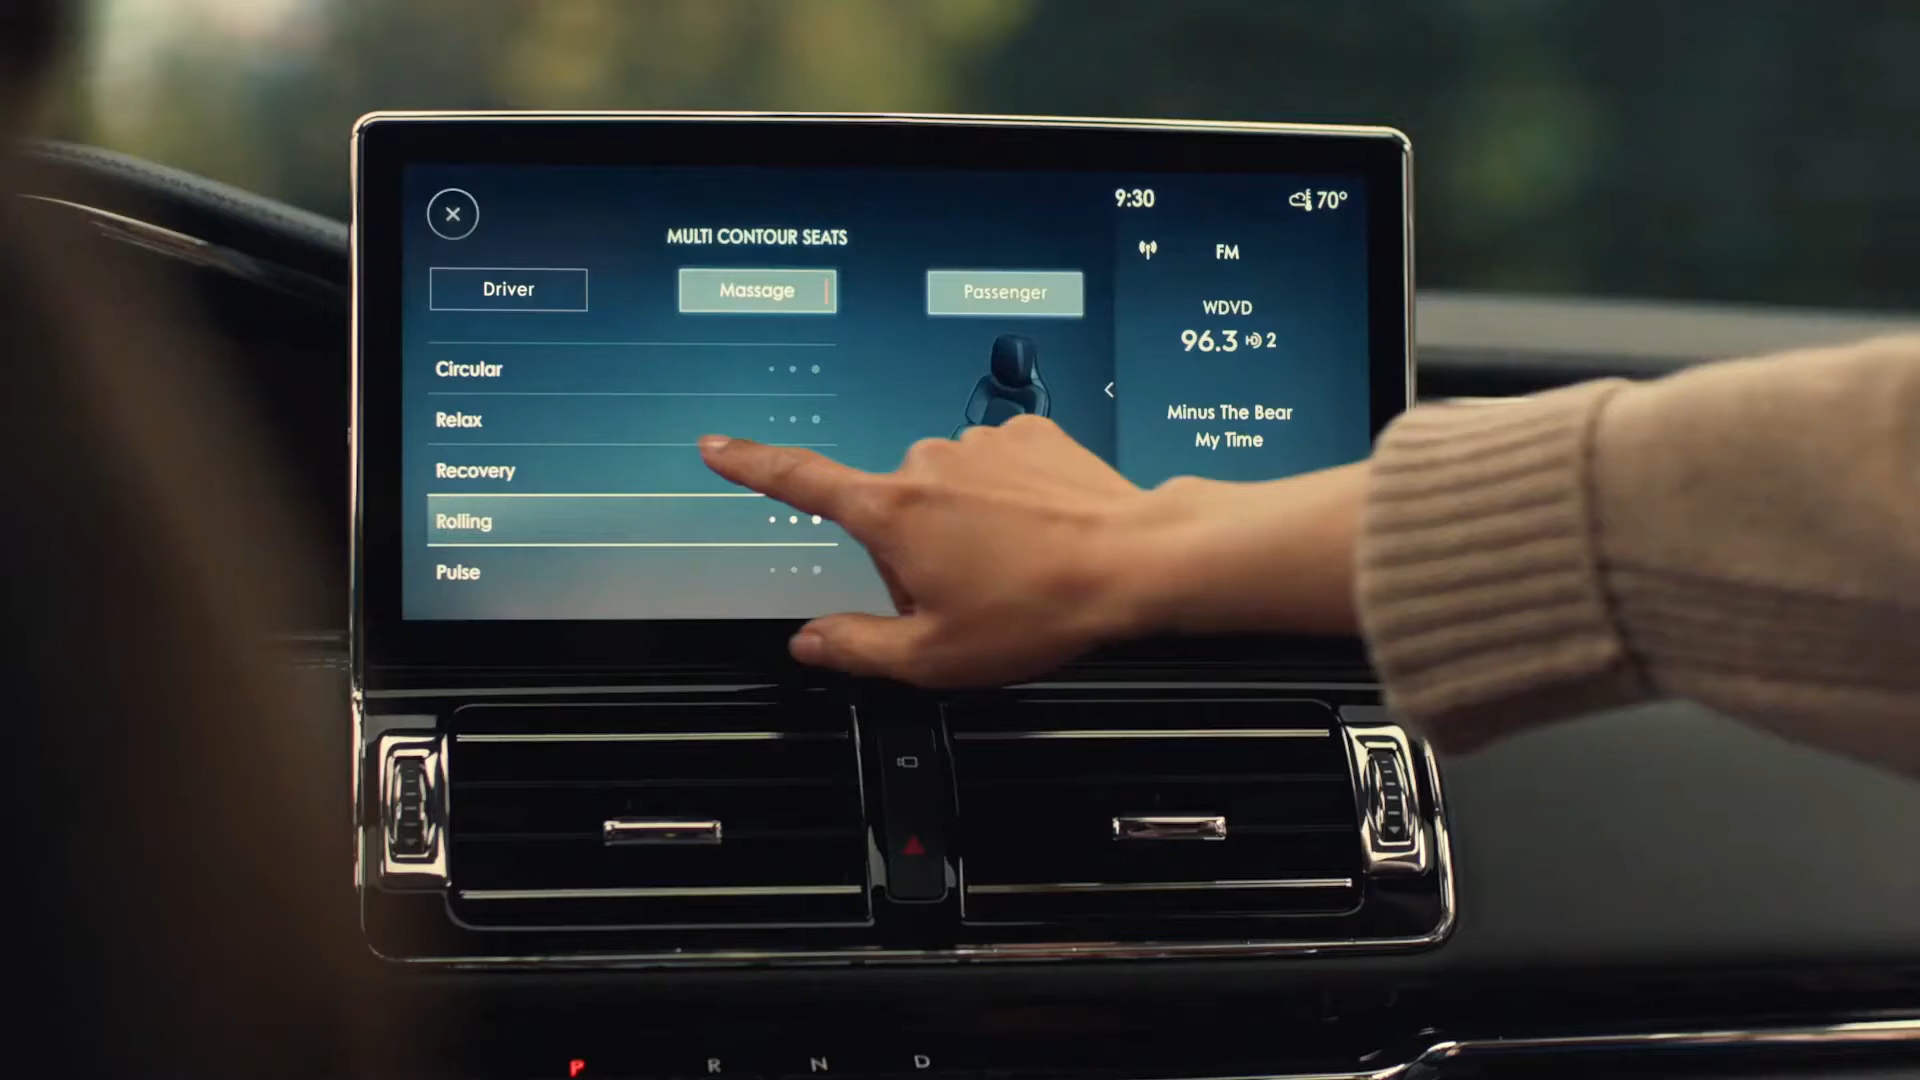 9:30
70°
MULTI CONTOUR SEATS
Driver
Massage
Passenger
Circular
Relax
Recovery
Rolling
Pulse
FM
WDVD
96.3 HD 2
Minus The Bear
My Time
P R N D